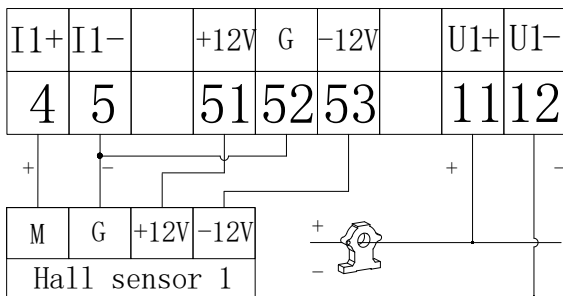 I1+ I1- +12V G -12V U1+ U1-
4 5 51 52 53 11 12
+ - + -
M G +12V -12V +
-
Hall sensor 1